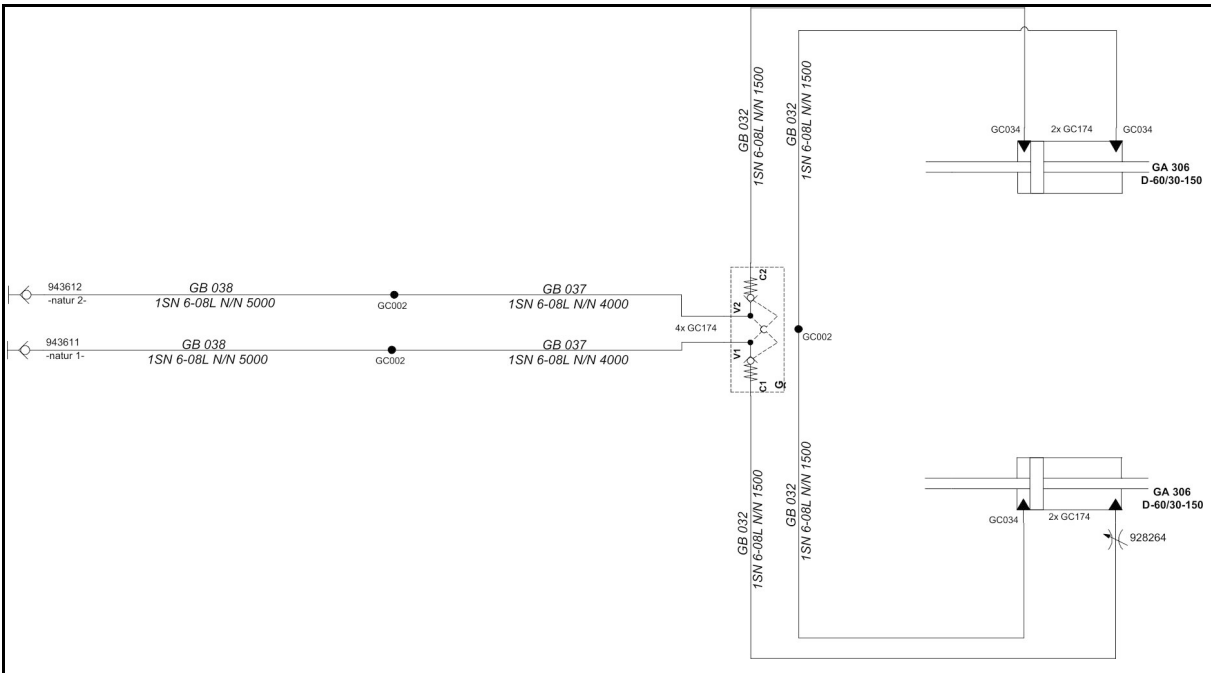 GB 032
1SN 6-08L N/N 1500
GB 032
1SN 6-08L N/N 1500
GC034
2x GC174
GC034
GA 306
D-60/30-150
943612
-natur 2-
GB 038
1SN 6-08L N/N 5000
GC002
GB 037
1SN 6-08L N/N 4000
943611
-natur 1-
GB 038
1SN 6-08L N/N 5000
GC002
GB 037
1SN 6-08L N/N 4000
4x GC174
V2
C2
V1
C1
GC002
GB 032
1SN 6-08L N/N 1500
GB 032
1SN 6-08L N/N 1500
GC034
2x GC174
GA 306
D-60/30-150
928264